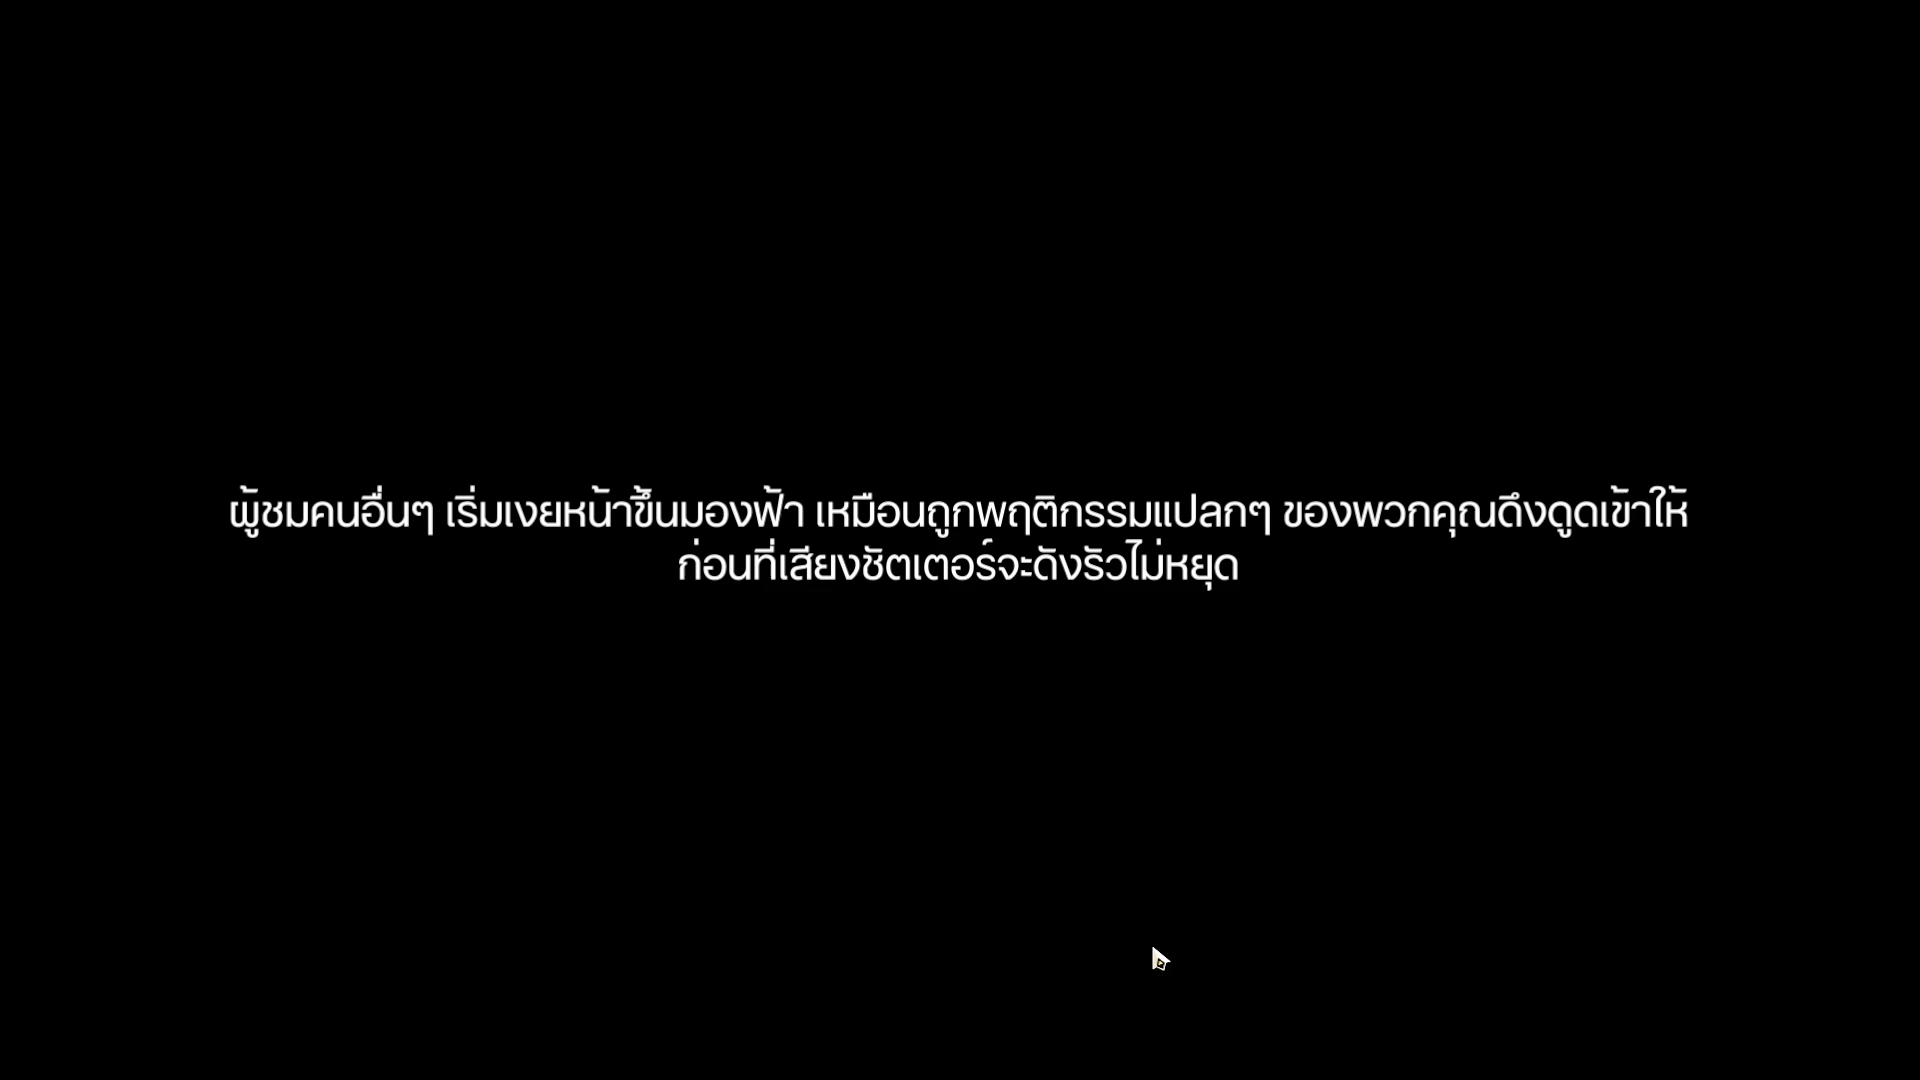 ผู้ชมคนอื่นๆ เริ่มเงยหน้าขึ้นมองฟ้า เหมือนถูกพฤติกรรมแปลกๆ ของพวกคุณดึงดูดเข้าให้
ก่อนที่เสียงชัตเตอร์จะดังรัวไม่หยุด